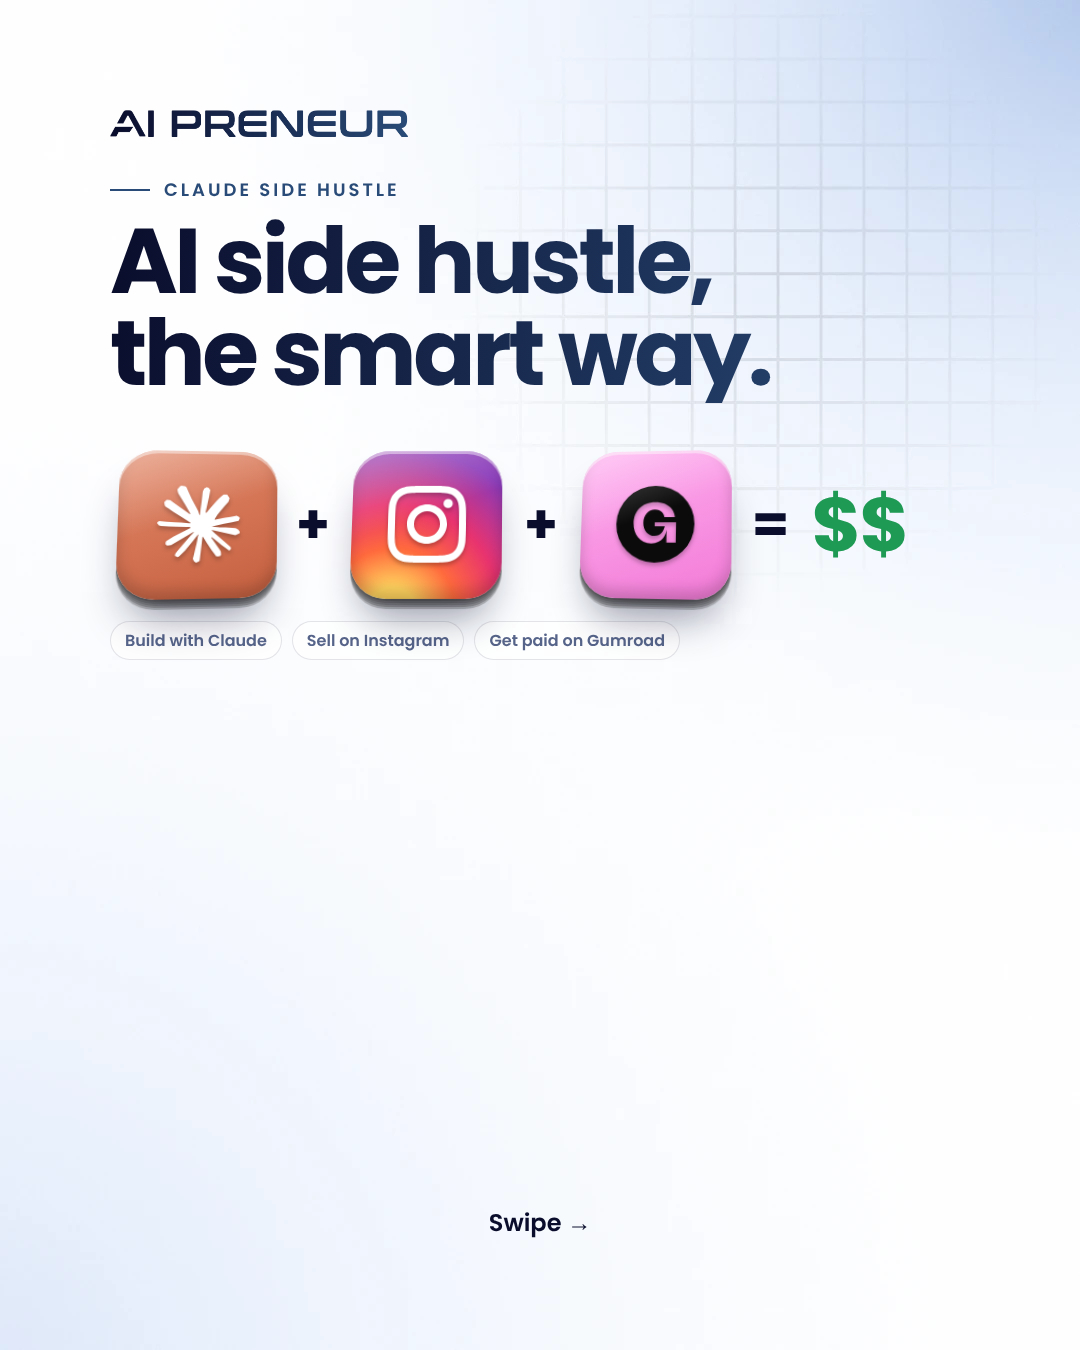 AI PRENEUR
CLAUDE SIDE HUSTLE
AI side hustle,
the smart way.
+ + G = $$
Build with Claude Sell on Instagram Get paid on Gumroad
Swipe →